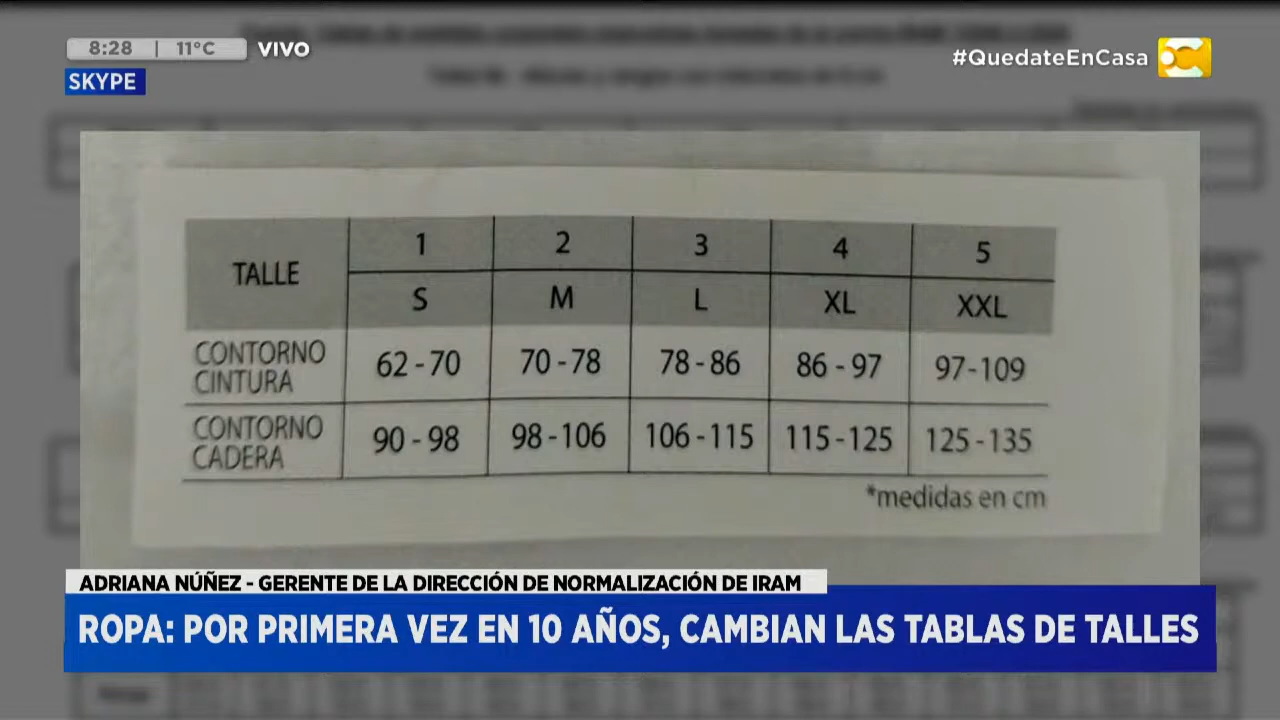 8:28 | 11°C VIVO
#QuedateEnCasa
SKYPE
TALLE
1 2 3 4 5
S M L XL XXL
CONTORNO CINTURA 62-70 70-78 78-86 86-97 97-109
CONTORNO CADERA 90-98 98-106 106-115 115-125 125-135
*medidas en cm
ADRIANA NÚÑEZ - GERENTE DE LA DIRECCIÓN DE NORMALIZACIÓN DE IRAM
ROPA: POR PRIMERA VEZ EN 10 AÑOS, CAMBIAN LAS TABLAS DE TALLES